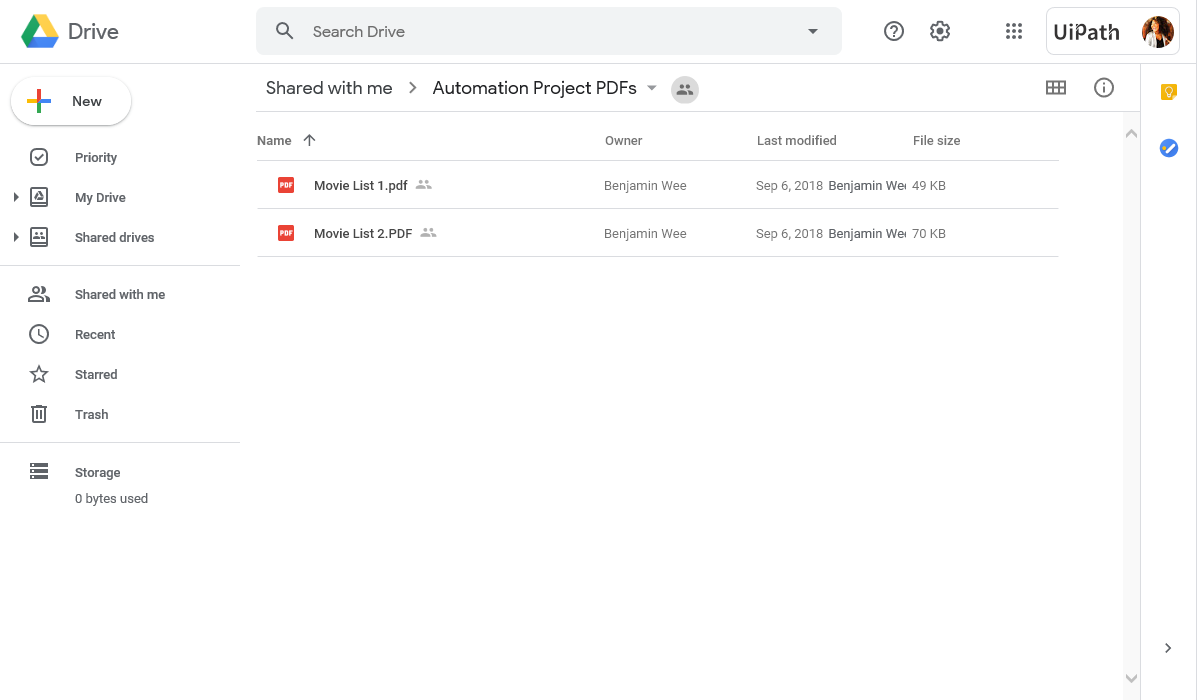 Drive
Search Drive
UiPath
New
Shared with me
Automation Project PDFs
Priority
My Drive
Shared drives
Shared with me
Recent
Starred
Trash
Storage
0 bytes used
Name Owner Last modified File size
PDF Movie List 1.pdf Benjamin Wee Sep 6, 2018 Benjamin Wee 49 KB
PDF Movie List 2.PDF Benjamin Wee Sep 6, 2018 Benjamin Wee 70 KB